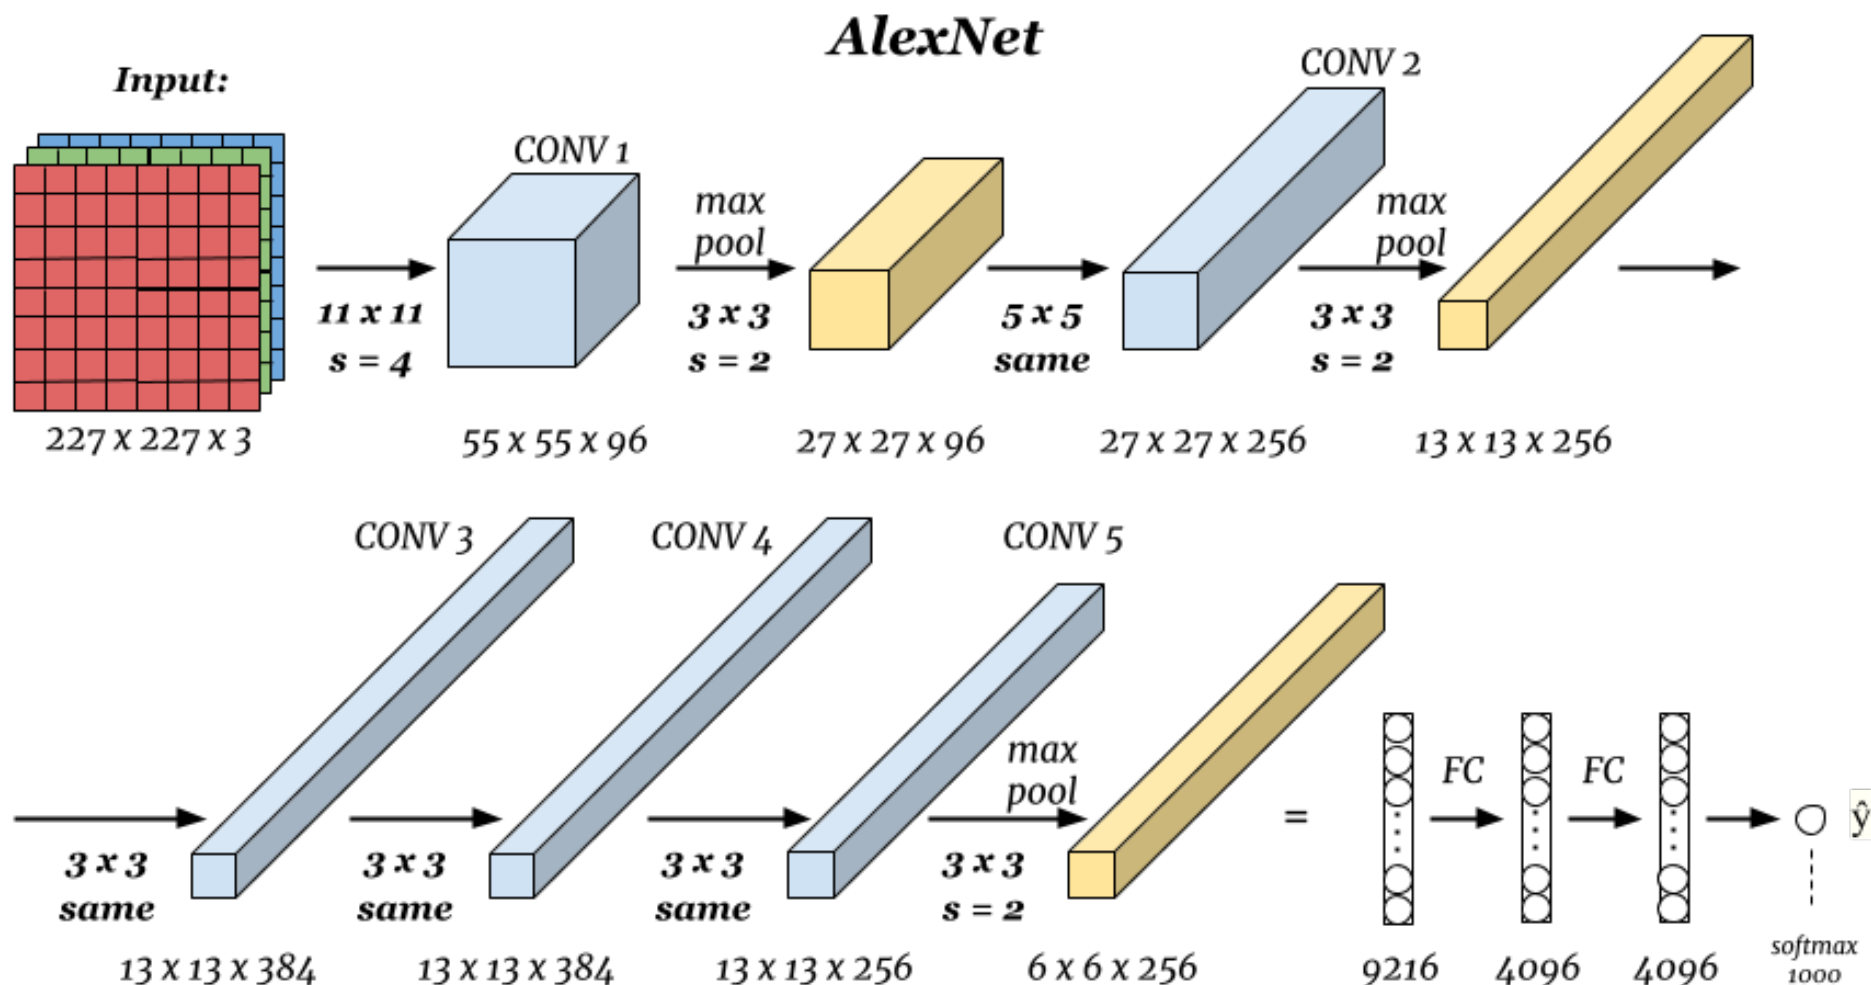 AlexNet
Input:
CONV 1
CONV 2
max
pool
max
pool
11 x 11
s = 4
3 x 3
s = 2
5 x 5
same
3 x 3
s = 2
227 x 227 x 3
55 x 55 x 96
27 x 27 x 96
27 x 27 x 256
13 x 13 x 256
CONV 3
CONV 4
CONV 5
max
pool
FC
FC
=
ŷ
3 x 3
same
3 x 3
same
3 x 3
same
3 x 3
s = 2
13 x 13 x 384
13 x 13 x 384
13 x 13 x 256
6 x 6 x 256
9216
4096
4096
softmax
1000